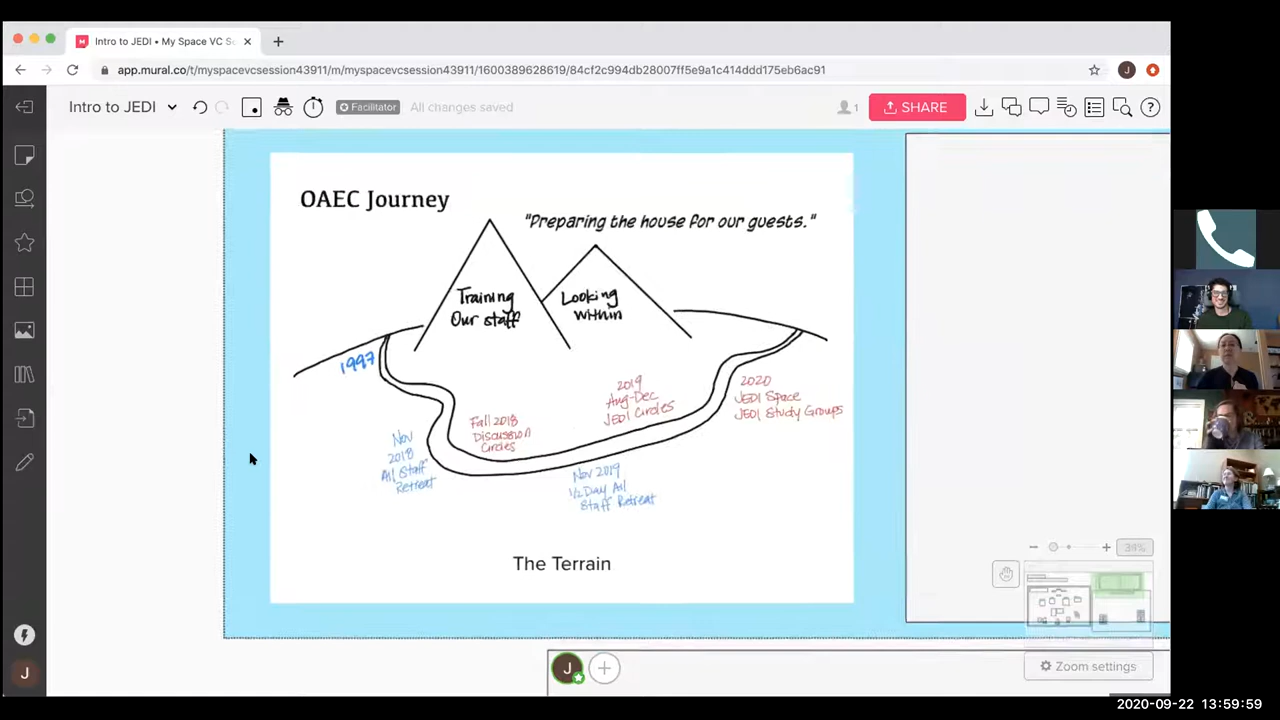 Intro to JEDI • My Space VC Se
app.mural.co/t/myspacevcsession43911/m/myspacevcsession43911/1600389628619/84cf2c994db28007ff5e9a1c414ddd175eb6ac91
J
Intro to JEDI
Facilitator
All changes saved
1
SHARE
OAEC Journey
"Preparing the house for our guests."
Training
Our staff
Looking
within
1997
Nov
2018
All Staff
Retreat
Fall 2018
Discussion
Circles
2019
Aug-Dec
JEDI Circles
Nov 2019
1/2 Day All
Staff Retreat
2020
JEDI Space
JEDI Study Groups
The Terrain
34%
Zoom settings
J
J
2020-09-22 13:59:59